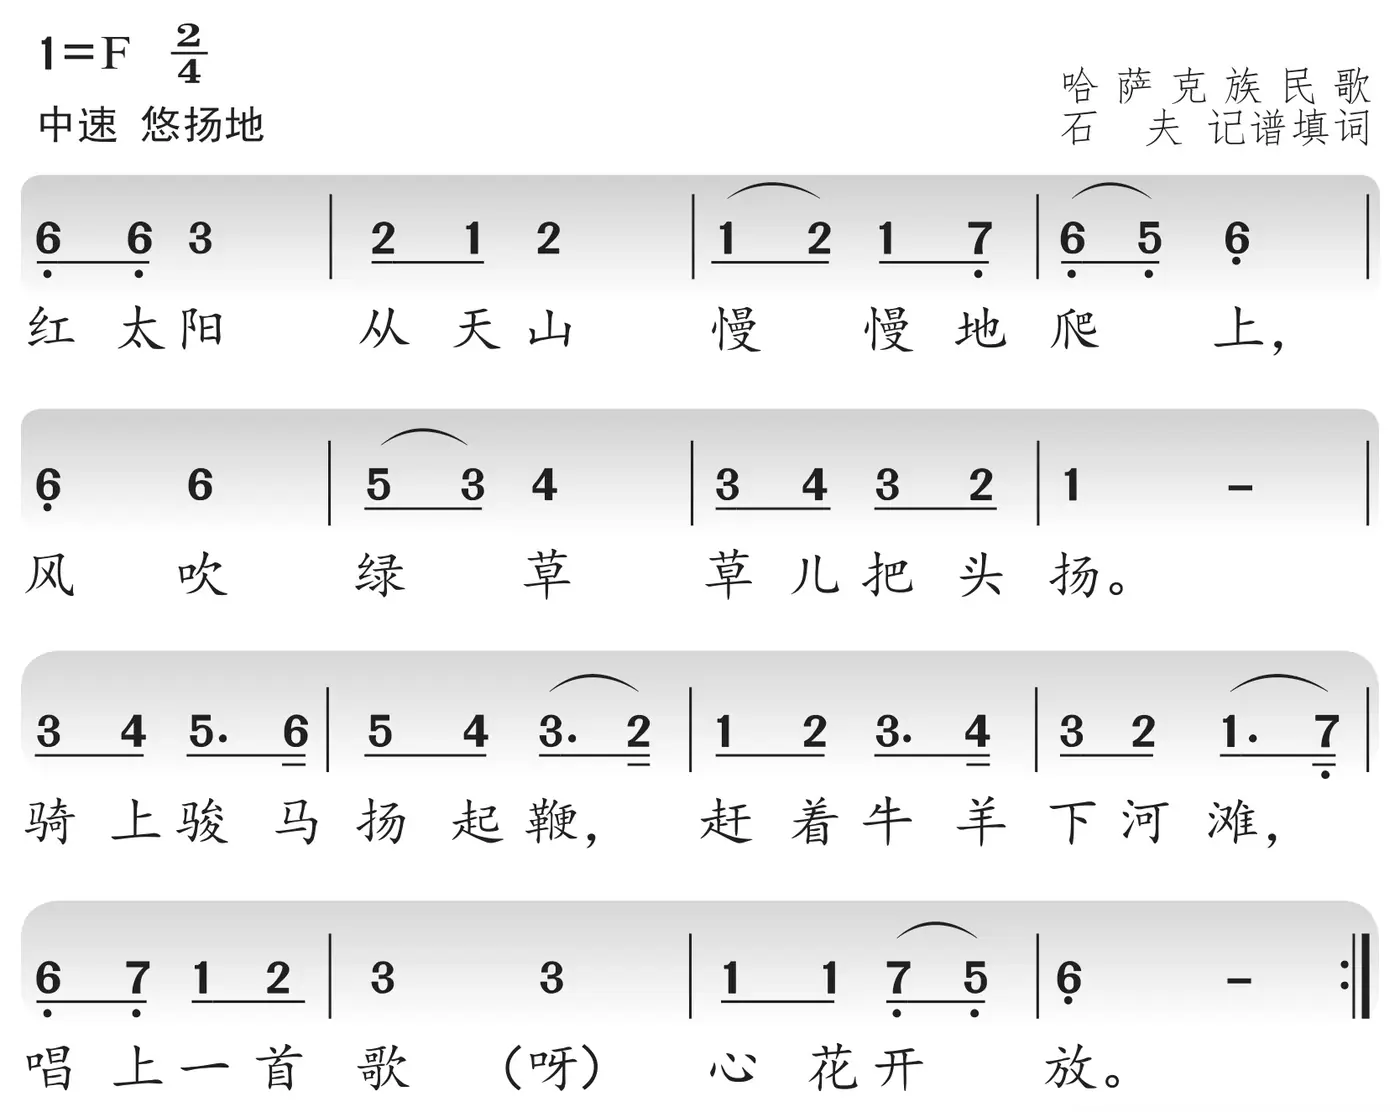 1=F 2/4
中速 悠扬地
哈萨克族民歌
石 夫 记谱填词
6̣ 6̣ 3 | 2 1 2 | 1 2 1 7̣ | 6̣ 5̣ 6̣ |
红 太 阳 从 天 山 慢 慢 地 爬 上,
6̣ 6 | 5 3 4 | 3 4 3 2 | 1 – |
风 吹 绿 草 草 儿 把 头 扬。
3 4 5. 6 | 5 4 3. 2 | 1 2 3. 4 | 3 2 1. 7̣ |
骑 上 骏 马 扬 起 鞭, 赶 着 牛 羊 下 河 滩,
6̣ 7̣ 1 2 | 3 3 | 1 1 7̣ 5̣ | 6̣ – :|
唱 上 一 首 歌 (呀) 心 花 开 放。